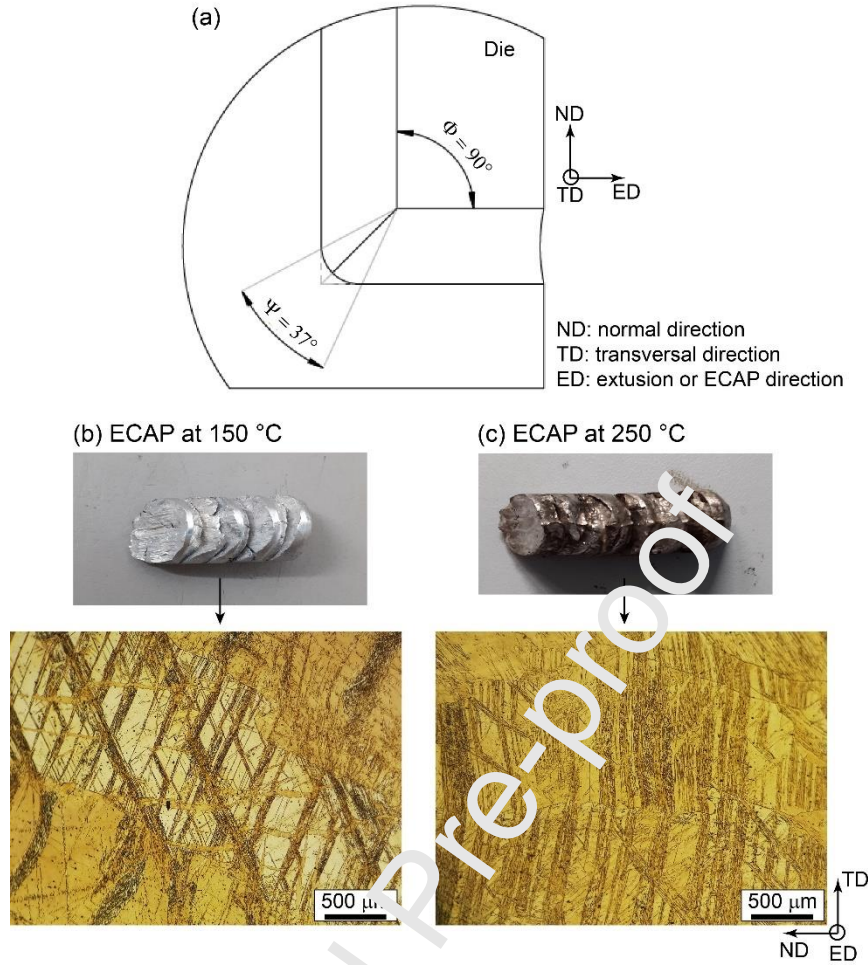 (a)
Die
Φ = 90°
Ψ = 37°
ND
TD
ED
ND: normal direction
TD: transversal direction
ED: extusion or ECAP direction
(b) ECAP at 150 °C
(c) ECAP at 250 °C
500 μm
500 μm
TD
ND
ED
Pre-proof